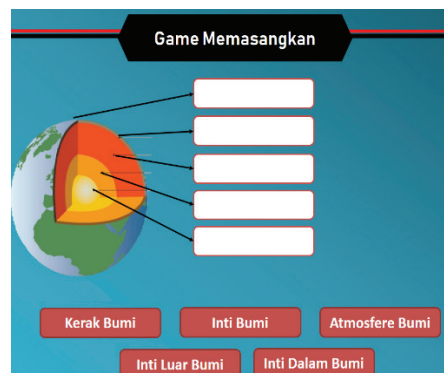 Game Memasangkan
Kerak Bumi
Inti Bumi
Atmosfere Bumi
Inti Luar Bumi
Inti Dalam Bumi